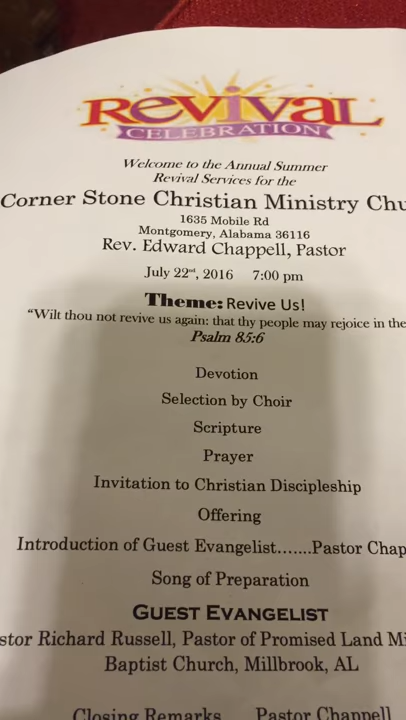 REVIVAL
CELEBRATION
Welcome to the Annual Summer
Revival Services for the
Corner Stone Christian Ministry Chu
1635 Mobile Rd
Montgomery, Alabama 36116
Rev. Edward Chappell, Pastor
July 22nd, 2016 7:00 pm
Theme: Revive Us!
"Wilt thou not revive us again: that thy people may rejoice in the
Psalm 85:6
Devotion
Selection by Choir
Scripture
Prayer
Invitation to Christian Discipleship
Offering
Introduction of Guest Evangelist.......Pastor Chap
Song of Preparation
GUEST EVANGELIST
stor Richard Russell, Pastor of Promised Land Mi
Baptist Church, Millbrook, AL
Closing Remarks Pastor Chappell